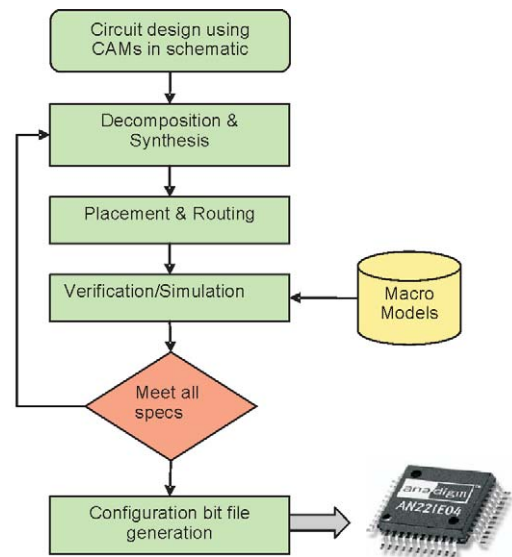 Circuit design using
CAMs in schematic
Decomposition &
Synthesis
Placement & Routing
Verification/Simulation
Macro
Models
Meet all
specs
Configuration bit file
generation
anadigm
AN221E04